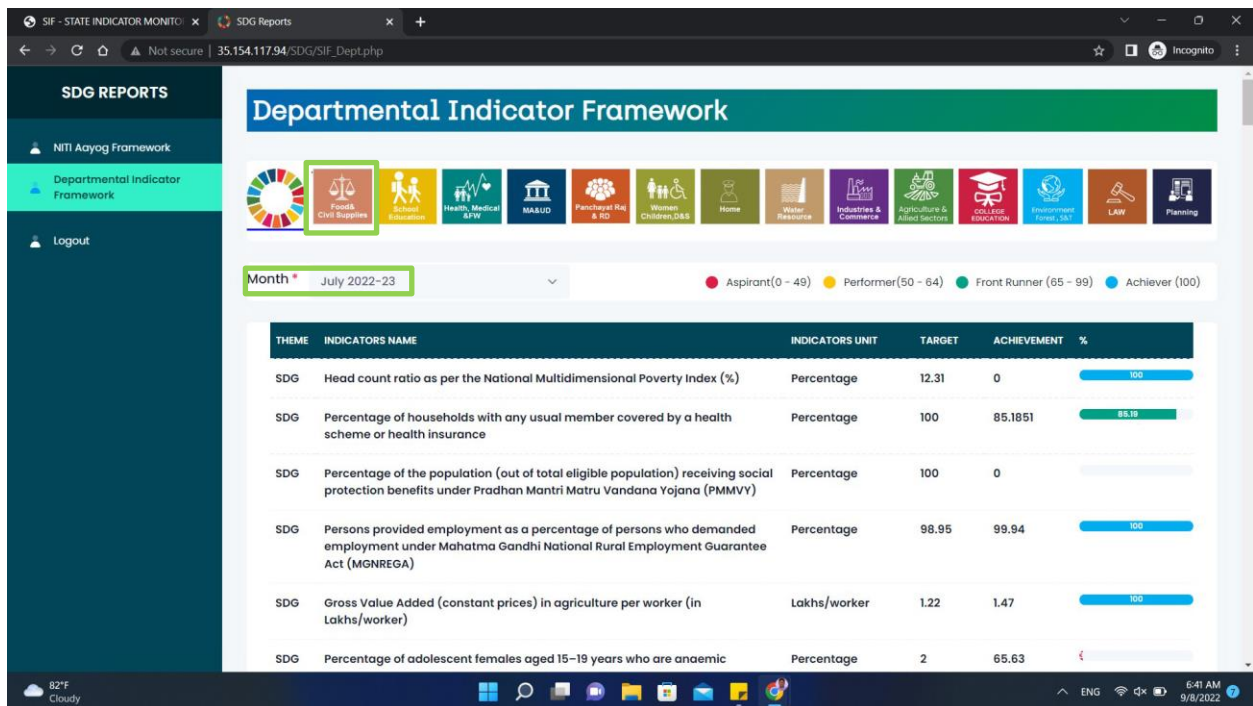 SIF - STATE INDICATOR MONITO
SDG Reports
Not secure | 35.154.117.94/SDG/SIF_Dept.php
Incognito
SDG REPORTS
NITI Aayog Framework
Departmental Indicator
Framework
Logout
Departmental Indicator Framework
Food&
Civil Supplies
School
Education
Health, Medical
&FW
MA&UD
Panchayat Raj
& RD
Women
Children,D&S
Home
Water
Resource
Industries &
Commerce
Agriculture &
Allied Sectors
COLLEGE
EDUCATION
Environment
Forest, S&T
LAW
Planning
Month * July 2022-23
Aspirant(0 - 49) Performer(50 - 64) Front Runner (65 - 99) Achiever (100)
THEME INDICATORS NAME INDICATORS UNIT TARGET ACHIEVEMENT %
SDG Head count ratio as per the National Multidimensional Poverty Index (%) Percentage 12.31 0 100
SDG Percentage of households with any usual member covered by a health Percentage 100 85.1851 85.19
scheme or health insurance
SDG Percentage of the population (out of total eligible population) receiving social Percentage 100 0
protection benefits under Pradhan Mantri Matru Vandana Yojana (PMMVY)
SDG Persons provided employment as a percentage of persons who demanded Percentage 98.95 99.94 100
employment under Mahatma Gandhi National Rural Employment Guarantee
Act (MGNREGA)
SDG Gross Value Added (constant prices) in agriculture per worker (in Lakhs/worker 1.22 1.47 100
Lakhs/worker)
SDG Percentage of adolescent females aged 15–19 years who are anaemic Percentage 2 65.63
82°F
Cloudy
ENG
6:41 AM
9/8/2022
7